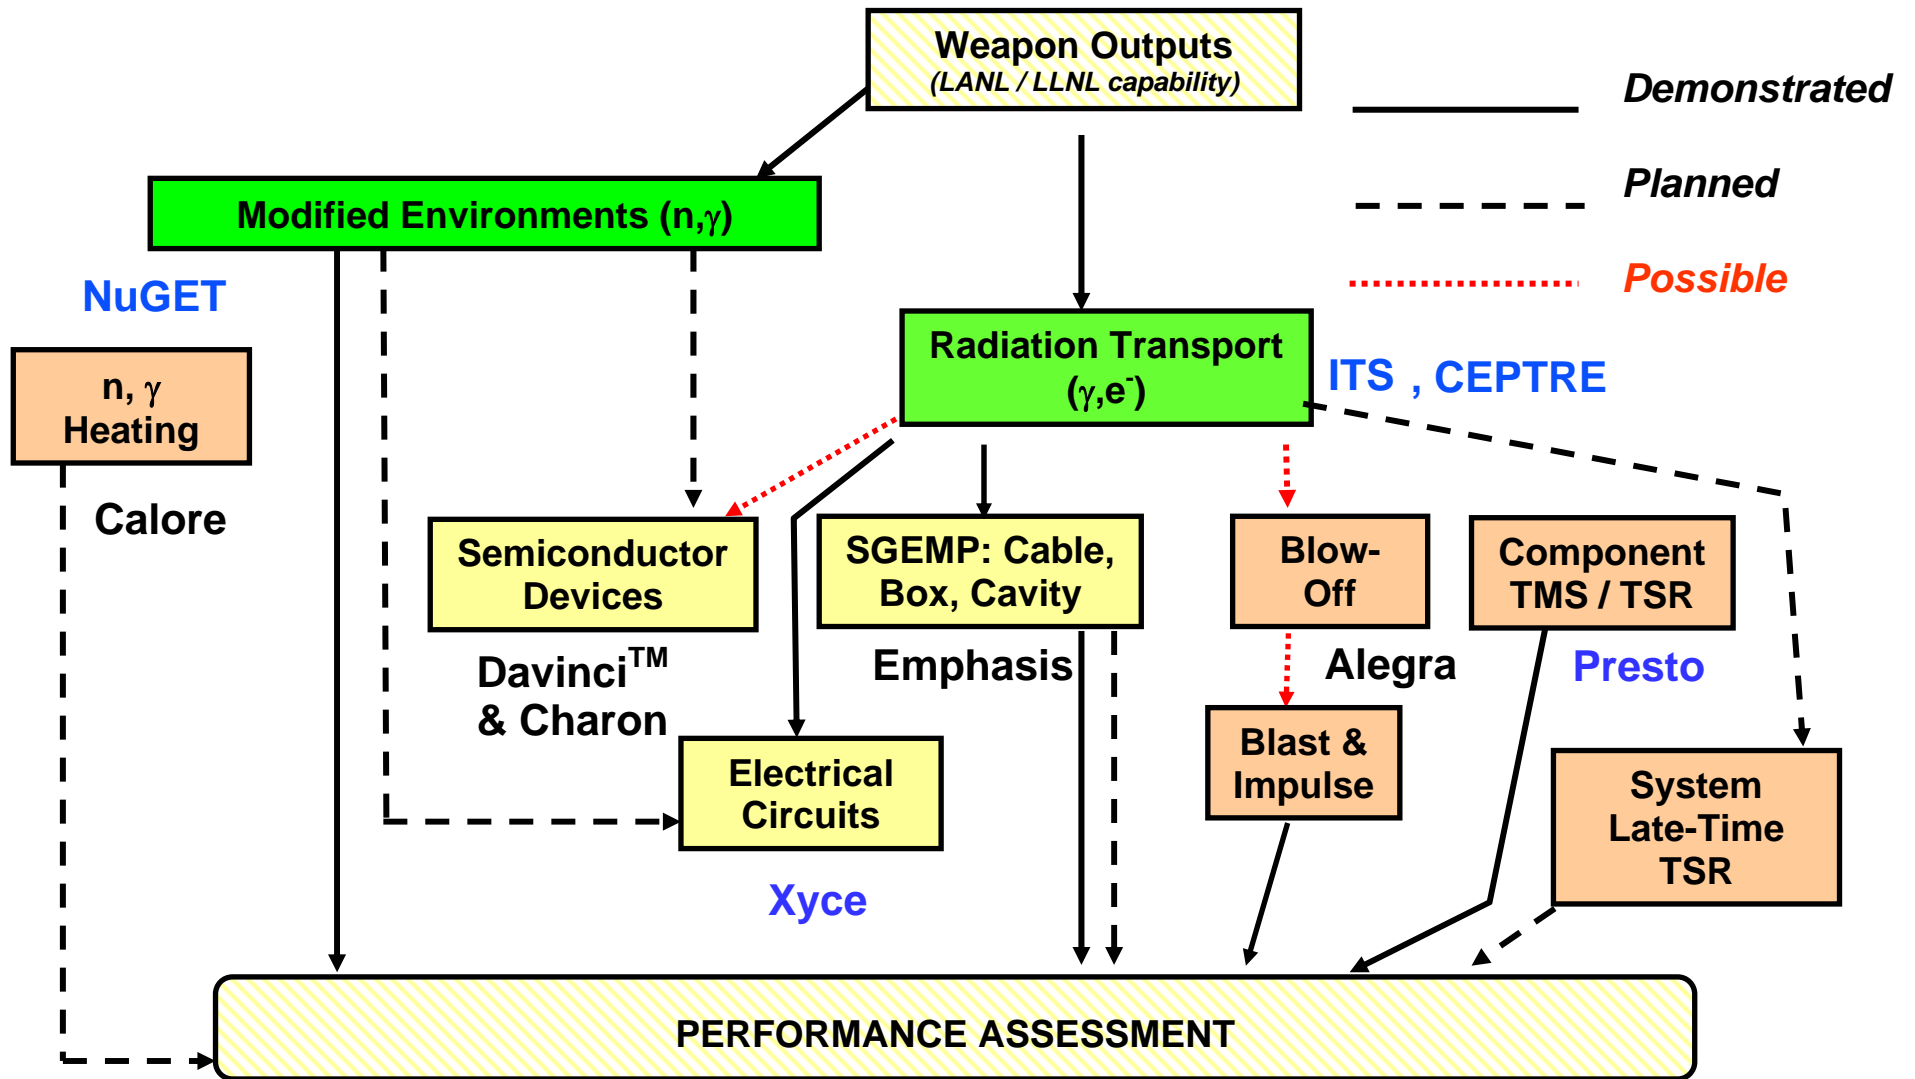 Weapon Outputs
(LANL / LLNL capability)
Demonstrated
Planned
Possible
Modified Environments (n,γ)
NuGET
n, γ
Heating
Calore
Radiation Transport
(γ,e-)
ITS , CEPTRE
Semiconductor
Devices
Davinci™
& Charon
SGEMP: Cable,
Box, Cavity
Emphasis
Blow-
Off
Alegra
Component
TMS / TSR
Presto
Electrical
Circuits
Xyce
Blast &
Impulse
System
Late-Time
TSR
PERFORMANCE ASSESSMENT